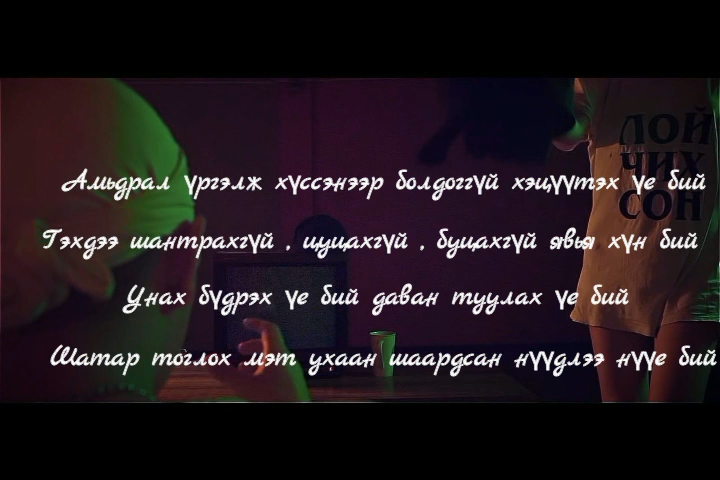 Амьдрал үргэлж хүссэнээр болдоггүй хэцүүтэх үе бий
Гэхдээ шантрахгүй , шуцахгүй , буцахгүй явъя хүн бий
Унах бүдрэх үе бий даван туулах үе бий
Шатар тоглох мэт ухаан шаардсан нүүдлээ нүүе бий
ЛОЙ
ЧИХ
СОН